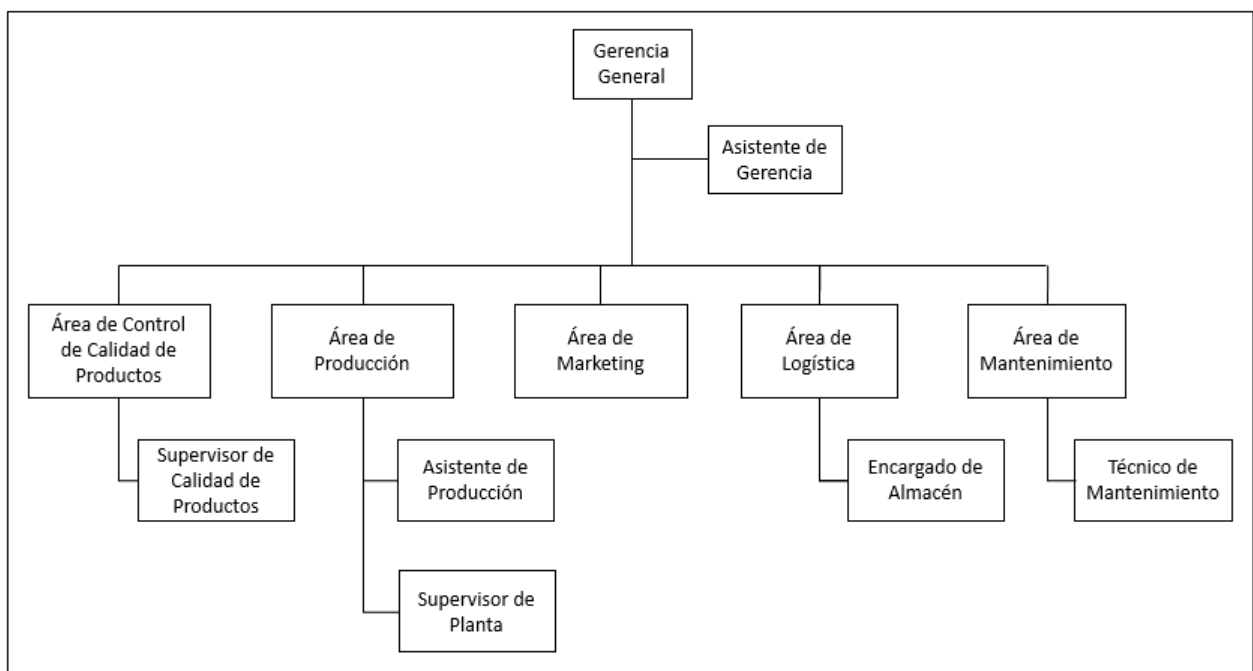 Gerencia
General
Asistente de
Gerencia
Área de Control
de Calidad de
Productos
Área de
Producción
Área de
Marketing
Área de
Logística
Área de
Mantenimiento
Supervisor de
Calidad de
Productos
Asistente de
Producción
Encargado de
Almacén
Técnico de
Mantenimiento
Supervisor de
Planta